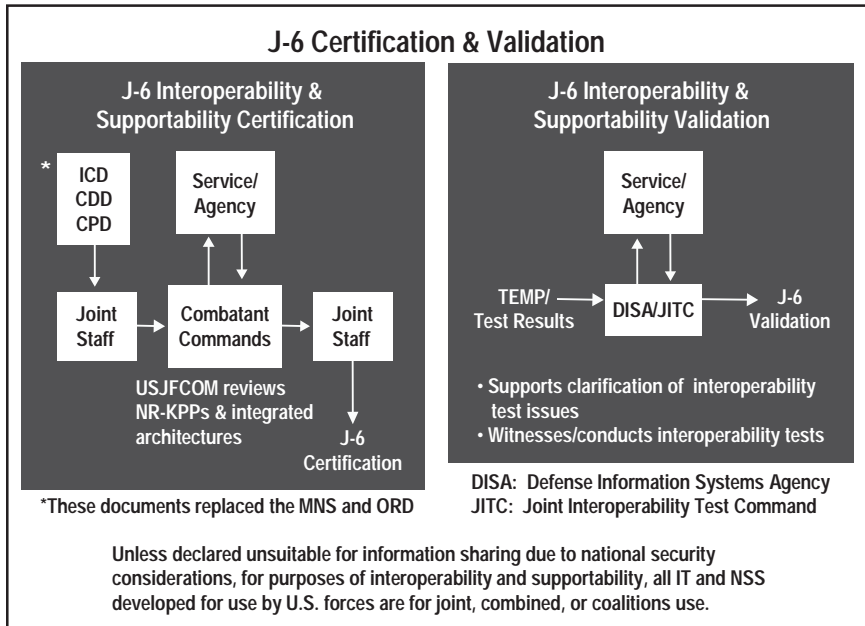 J-6 Certification & Validation
J-6 Interoperability &
Supportability Certification
*
ICD
CDD
CPD
Service/
Agency
Joint
Staff
Combatant
Commands
Joint
Staff
USJFCOM reviews
NR-KPPs & integrated
architectures
J-6
Certification
*These documents replaced the MNS and ORD
J-6 Interoperability &
Supportability Validation
Service/
Agency
TEMP/
Test Results
DISA/JITC
J-6
Validation
• Supports clarification of interoperability
test issues
• Witnesses/conducts interoperability tests
DISA: Defense Information Systems Agency
JITC: Joint Interoperability Test Command
Unless declared unsuitable for information sharing due to national security
considerations, for purposes of interoperability and supportability, all IT and NSS
developed for use by U.S. forces are for joint, combined, or coalitions use.